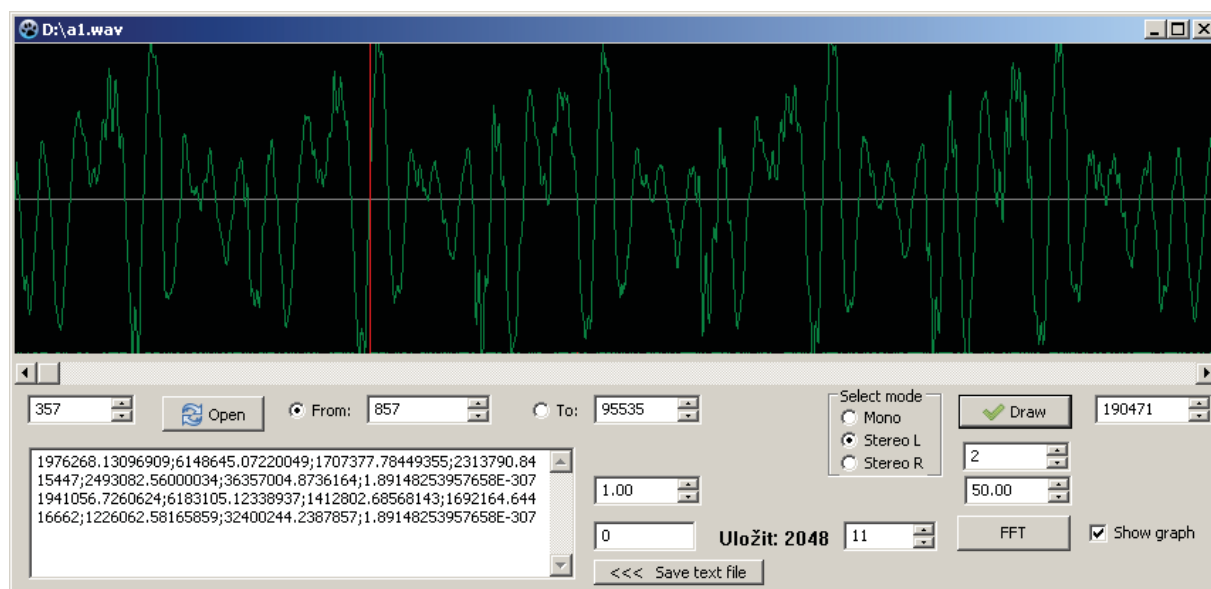 D:\a1.wav
357
Open
From:
857
To:
95535
Select mode
Mono
Stereo L
Stereo R
Draw
190471
1976268.13096909;6148645.07220049;1707377.78449355;2313790.84
15447;2493082.56000034;36357004.8736164;1.89148253957658E-307
1941056.7260624;6183105.12338937;1412802.68568143;1692164.644
16662;1226062.58165859;32400244.2387857;1.89148253957658E-307
2
1.00
50.00
0
Uložit: 2048
11
FFT
Show graph
<<< Save text file